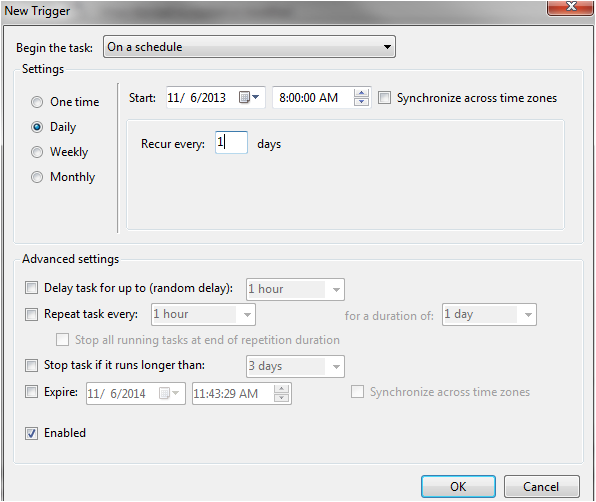 New Trigger
Begin the task: On a schedule
Settings
One time
Start: 11/ 6/2013 8:00:00 AM Synchronize across time zones
Daily
Recur every: 1 days
Weekly
Monthly
Advanced settings
Delay task for up to (random delay): 1 hour
Repeat task every: 1 hour for a duration of: 1 day
Stop all running tasks at end of repetition duration
Stop task if it runs longer than: 3 days
Expire: 11/ 6/2014 11:43:29 AM Synchronize across time zones
Enabled
OK Cancel